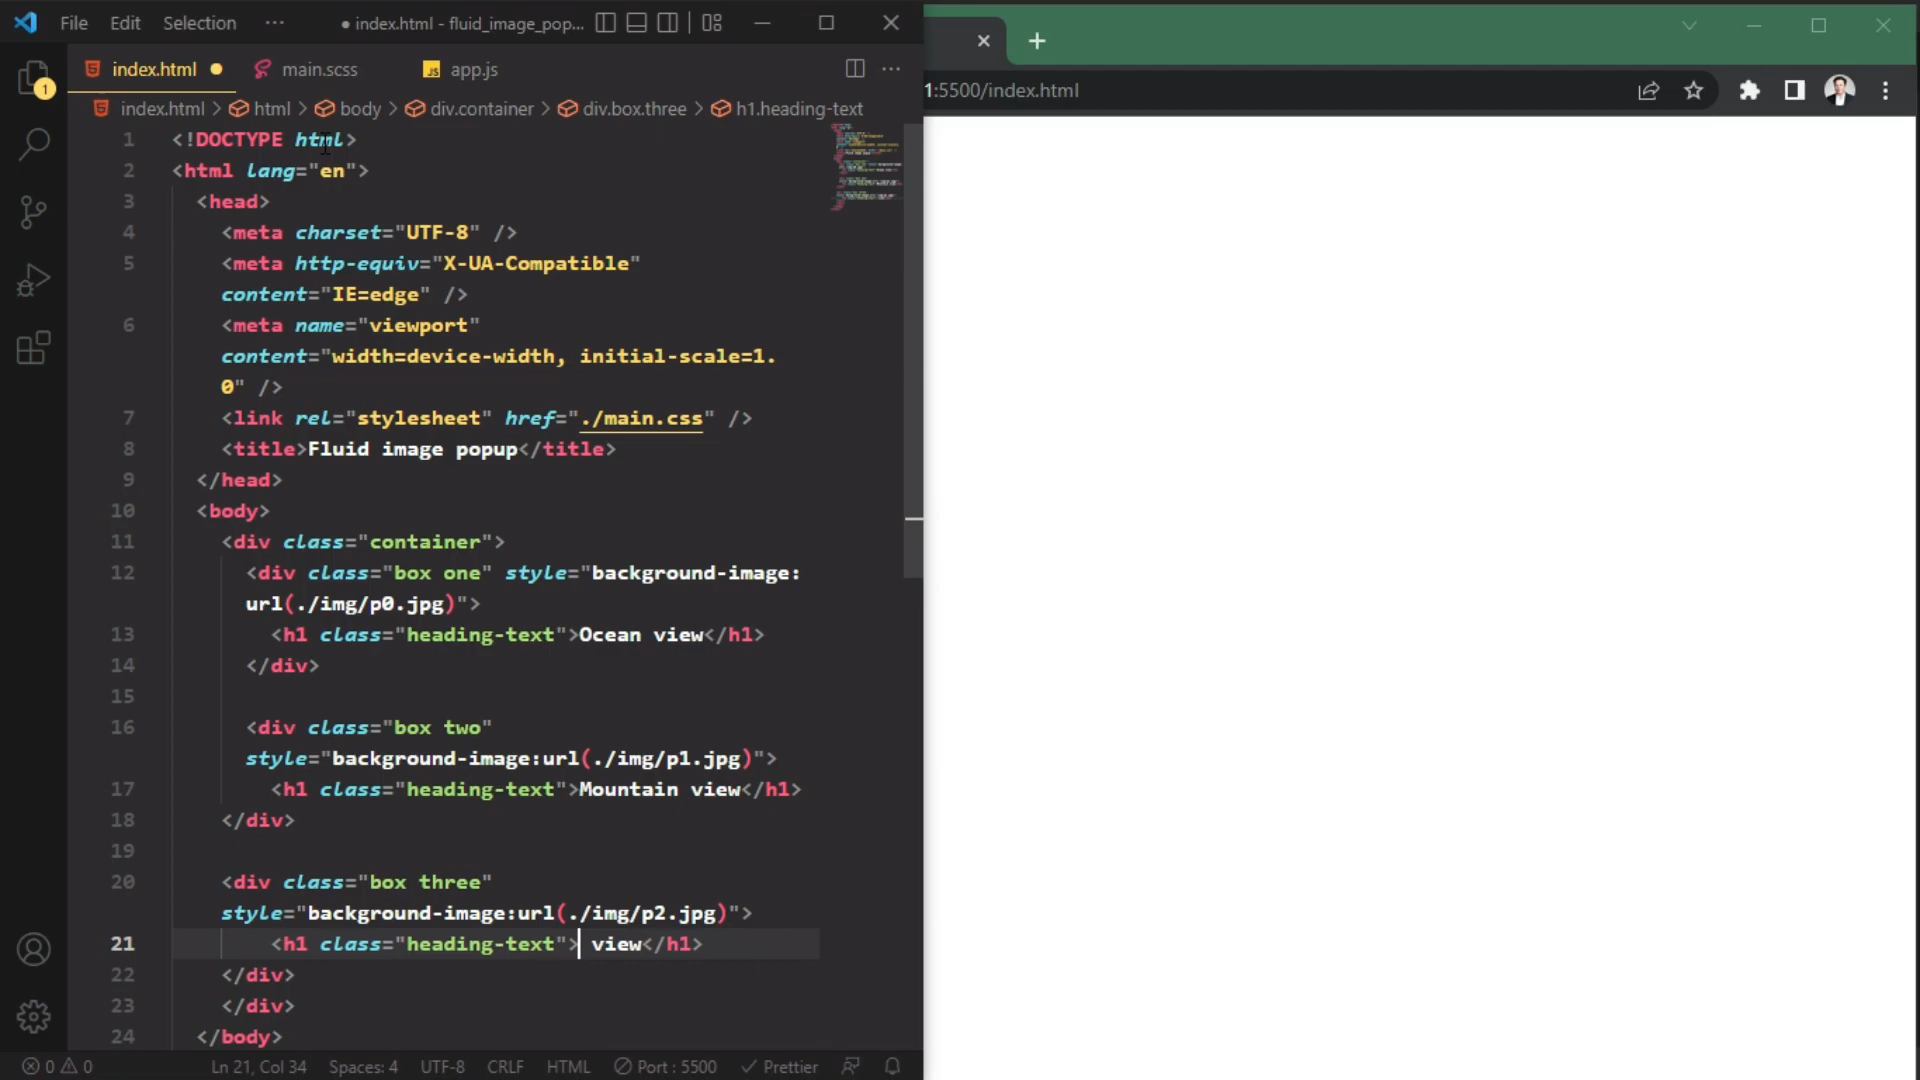 File Edit Selection ··· ● index.html - fluid_image_pop...
index.html ● main.scss JS app.js ···
index.html > html > body > div.container > div.box.three > h1.heading-text
1 <!DOCTYPE html>
2 <html lang="en">
3 <head>
4 <meta charset="UTF-8" />
5 <meta http-equiv="X-UA-Compatible"
content="IE=edge" />
6 <meta name="viewport"
content="width=device-width, initial-scale=1.
0" />
7 <link rel="stylesheet" href="./main.css" />
8 <title>Fluid image popup</title>
9 </head>
10 <body>
11 <div class="container">
12 <div class="box one" style="background-image:
url(./img/p0.jpg)">
13 <h1 class="heading-text">Ocean view</h1>
14 </div>
15
16 <div class="box two"
style="background-image:url(./img/p1.jpg)">
17 <h1 class="heading-text">Mountain view</h1>
18 </div>
19
20 <div class="box three"
style="background-image:url(./img/p2.jpg)">
21 <h1 class="heading-text"> view</h1>
22 </div>
23 </div>
24 </body>
1
0 0 Ln 21, Col 34 Spaces: 4 UTF-8 CRLF HTML Port : 5500 Prettier
1:5500/index.html